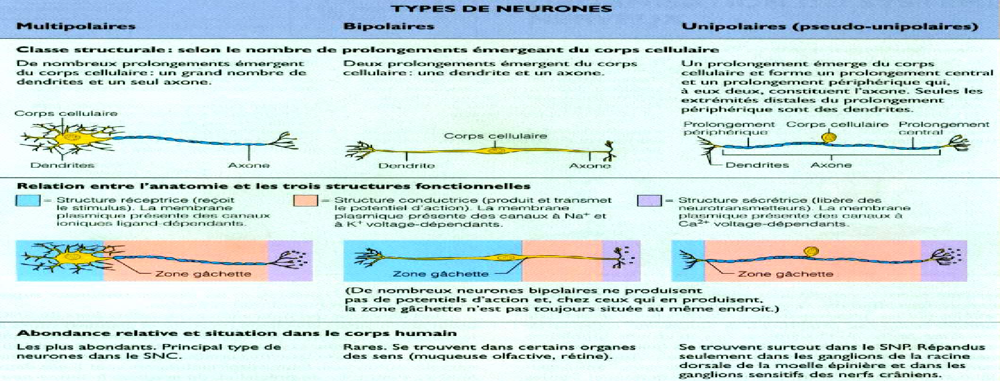 TYPES DE NEURONES
Multipolaires
Bipolaires
Unipolaires (pseudo-unipolaires)
Classe structurale: selon le nombre de prolongements émergeant du corps cellulaire
De nombreux prolongements émergent
du corps cellulaire: un grand nombre de
dendrites et un seul axone.
Deux prolongements émergent du corps
cellulaire: une dendrite et un axone.
Un prolongement émerge du corps
cellulaire et forme un prolongement central
et un prolongement périphérique qui,
à eux deux, constituent l'axone. Seules les
extrémités distales du prolongement
périphérique sont des dendrites.
Corps cellulaire
Dendrites
Axone
Corps cellulaire
Dendrite
Axone
Prolongement
périphérique
Corps cellulaire
Prolongement
central
Dendrites
Axone
Relation entre l'anatomie et les trois structures fonctionnelles
= Structure réceptrice (reçoit
le stimulus). La membrane
plasmique présente des canaux
ioniques ligand-dépendants.
= Structure conductrice (produit et transmet
le potentiel d'action). La membrane
plasmique présente des canaux à Na⁺ et
à K⁺ voltage-dépendants.
= Structure sécrétrice (libère des
neurotransmetteurs). La membrane
plasmique présente des canaux à
Ca²⁺ voltage-dépendants.
Zone gâchette
Zone gâchette
Zone gâchette
(De nombreux neurones bipolaires ne produisent
pas de potentiels d'action et, chez ceux qui en produisent,
la zone gâchette n'est pas toujours située au même endroit.)
Abondance relative et situation dans le corps humain
Les plus abondants. Principal type de
neurones dans le SNC.
Rares. Se trouvent dans certains organes
des sens (muqueuse olfactive, rétine).
Se trouvent surtout dans le SNP. Répandus
seulement dans les ganglions de la racine
dorsale de la moelle épinière et dans les
ganglions sensitifs des nerfs crâniens.